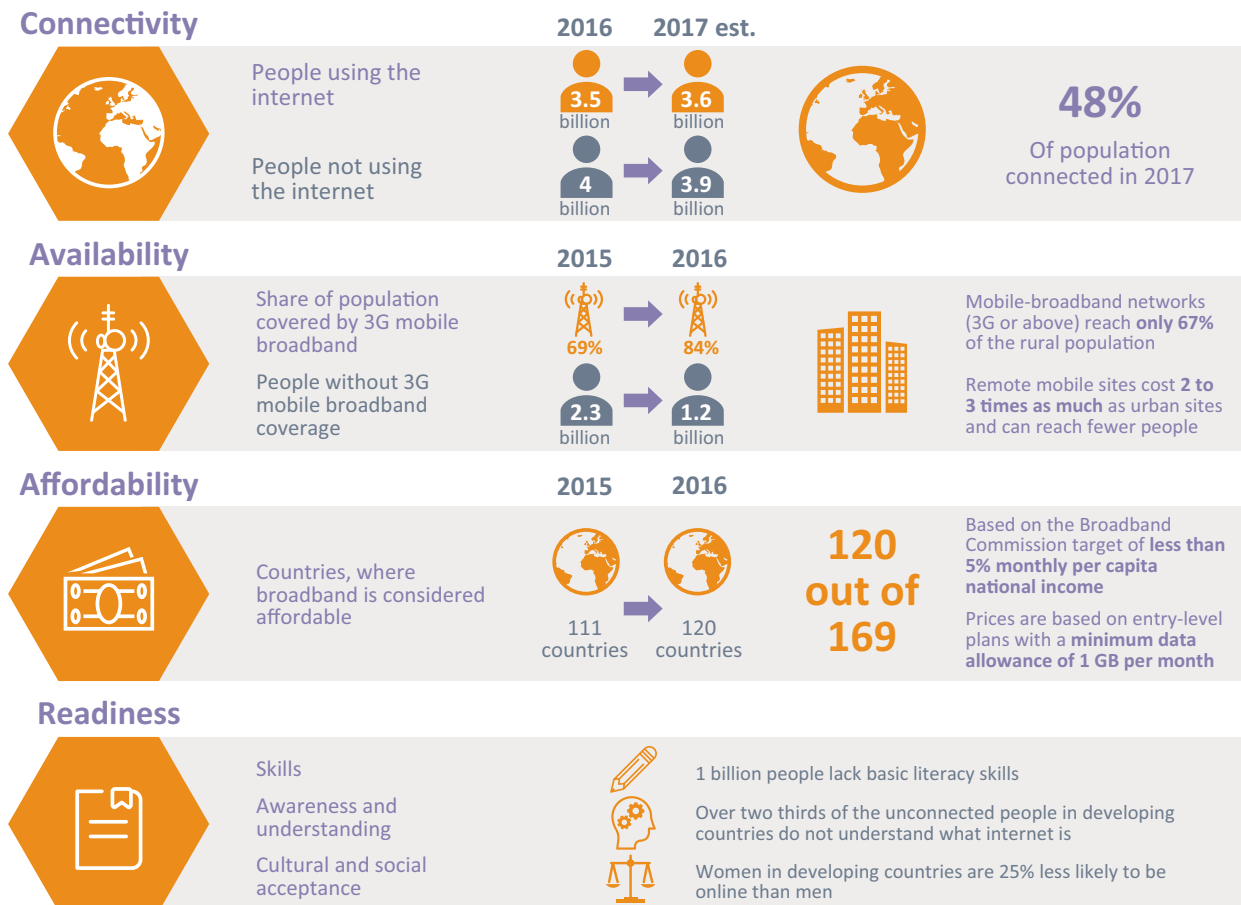 Connectivity
2016
2017 est.
People using the
internet
3.5
billion
3.6
billion
People not using
the internet
4
billion
3.9
billion
48%
Of population
connected in 2017
Availability
2015
2016
Share of population
covered by 3G mobile
broadband
69%
84%
People without 3G
mobile broadband
coverage
2.3
billion
1.2
billion
Mobile-broadband networks
(3G or above) reach only 67%
of the rural population
Remote mobile sites cost 2 to
3 times as much as urban sites
and can reach fewer people
Affordability
2015
2016
Countries, where
broadband is considered
affordable
111
countries
120
countries
120
out of
169
Based on the Broadband
Commission target of less than
5% monthly per capita
national income
Prices are based on entry-level
plans with a minimum data
allowance of 1 GB per month
Readiness
Skills
1 billion people lack basic literacy skills
Awareness and
understanding
Over two thirds of the unconnected people in developing
countries do not understand what internet is
Cultural and social
acceptance
Women in developing countries are 25% less likely to be
online than men